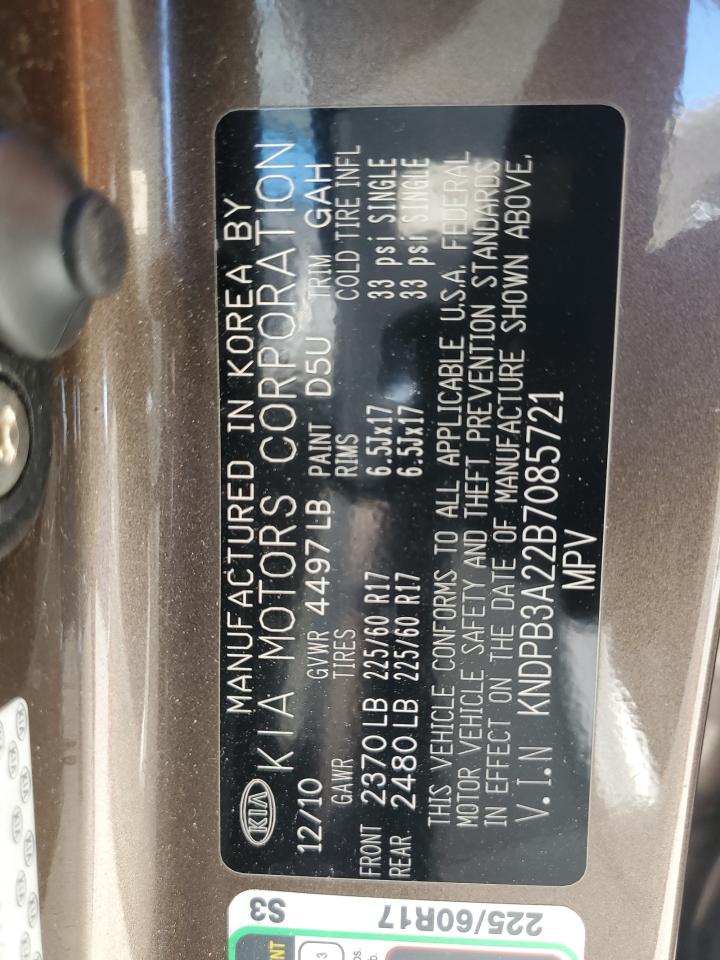 MANUFACTURED IN KOREA BY
KIA KIA MOTORS CORPORATION
12/10 GVWR 4497 LB PAINT D5U TRIM GAH
GAWR TIRES RIMS COLD TIRE INFL
FRONT 2370 LB 225/60 R17 6.5Jx17 33 psi SINGLE
REAR 2480 LB 225/60 R17 6.5Jx17 33 psi SINGLE
THIS VEHICLE CONFORMS TO ALL APPLICABLE U.S.A. FEDERAL
MOTOR VEHICLE SAFETY AND THEFT PREVENTION STANDARDS
IN EFFECT ON THE DATE OF MANUFACTURE SHOWN ABOVE.
V.I.N KNDPB3A22B7085721
MPV
225/60R17 S3
3